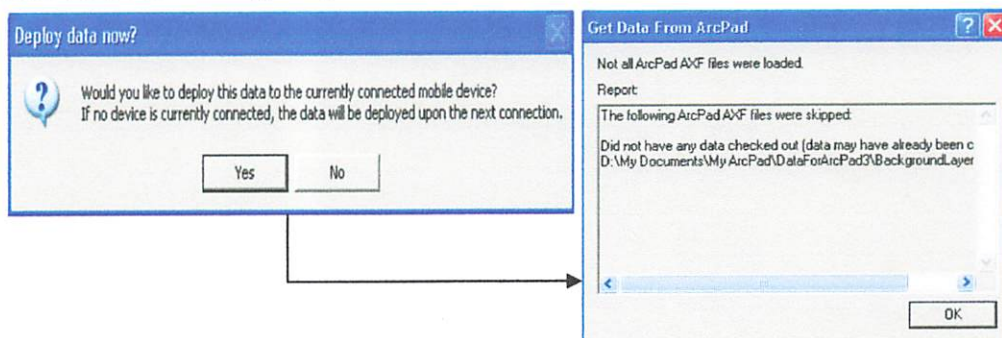 Deploy data now?
Would you like to deploy this data to the currently connected mobile device?
If no device is currently connected, the data will be deployed upon the next connection.
Yes
No
Get Data From ArcPad
Not all ArcPad AXF files were loaded.
Report:
The following ArcPad AXF files were skipped:
Did not have any data checked out (data may have already been c
D:\My Documents\My ArcPad\DataForArcPad3\BackgroundLayer
OK